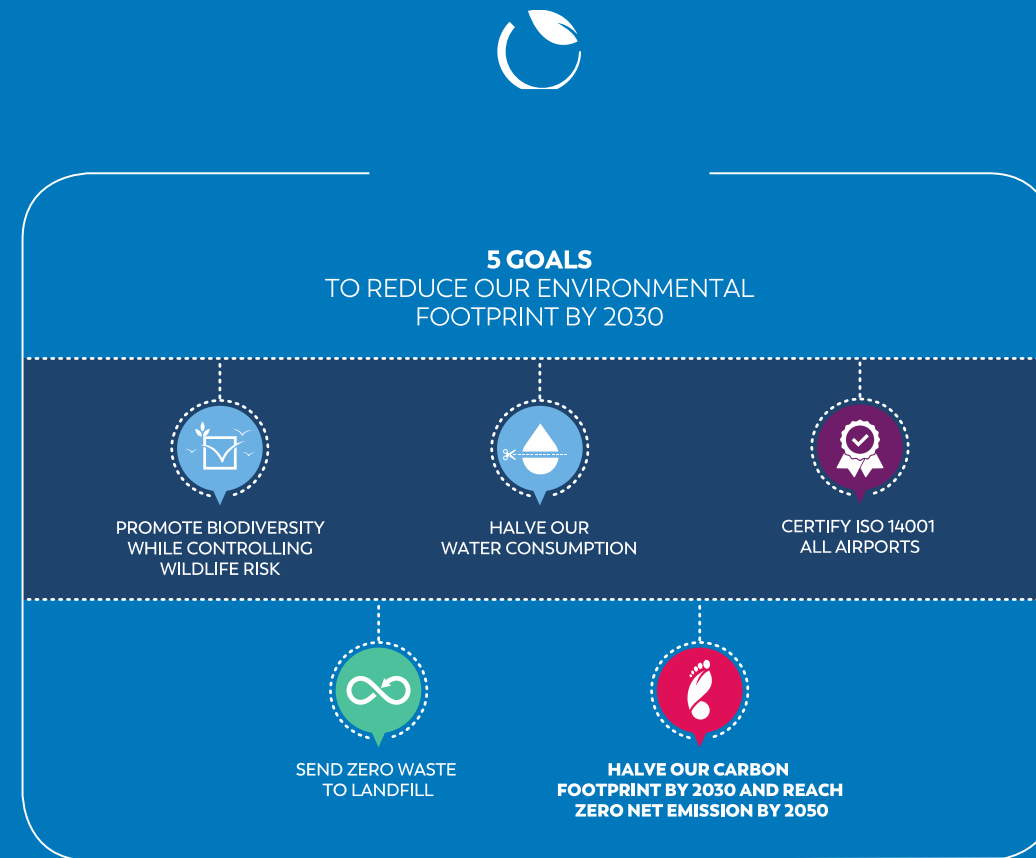 5 GOALS
TO REDUCE OUR ENVIRONMENTAL
FOOTPRINT BY 2030
PROMOTE BIODIVERSITY
WHILE CONTROLLING
WILDLIFE RISK
HALVE OUR
WATER CONSUMPTION
CERTIFY ISO 14001
ALL AIRPORTS
SEND ZERO WASTE
TO LANDFILL
HALVE OUR CARBON
FOOTPRINT BY 2030 AND REACH
ZERO NET EMISSION BY 2050